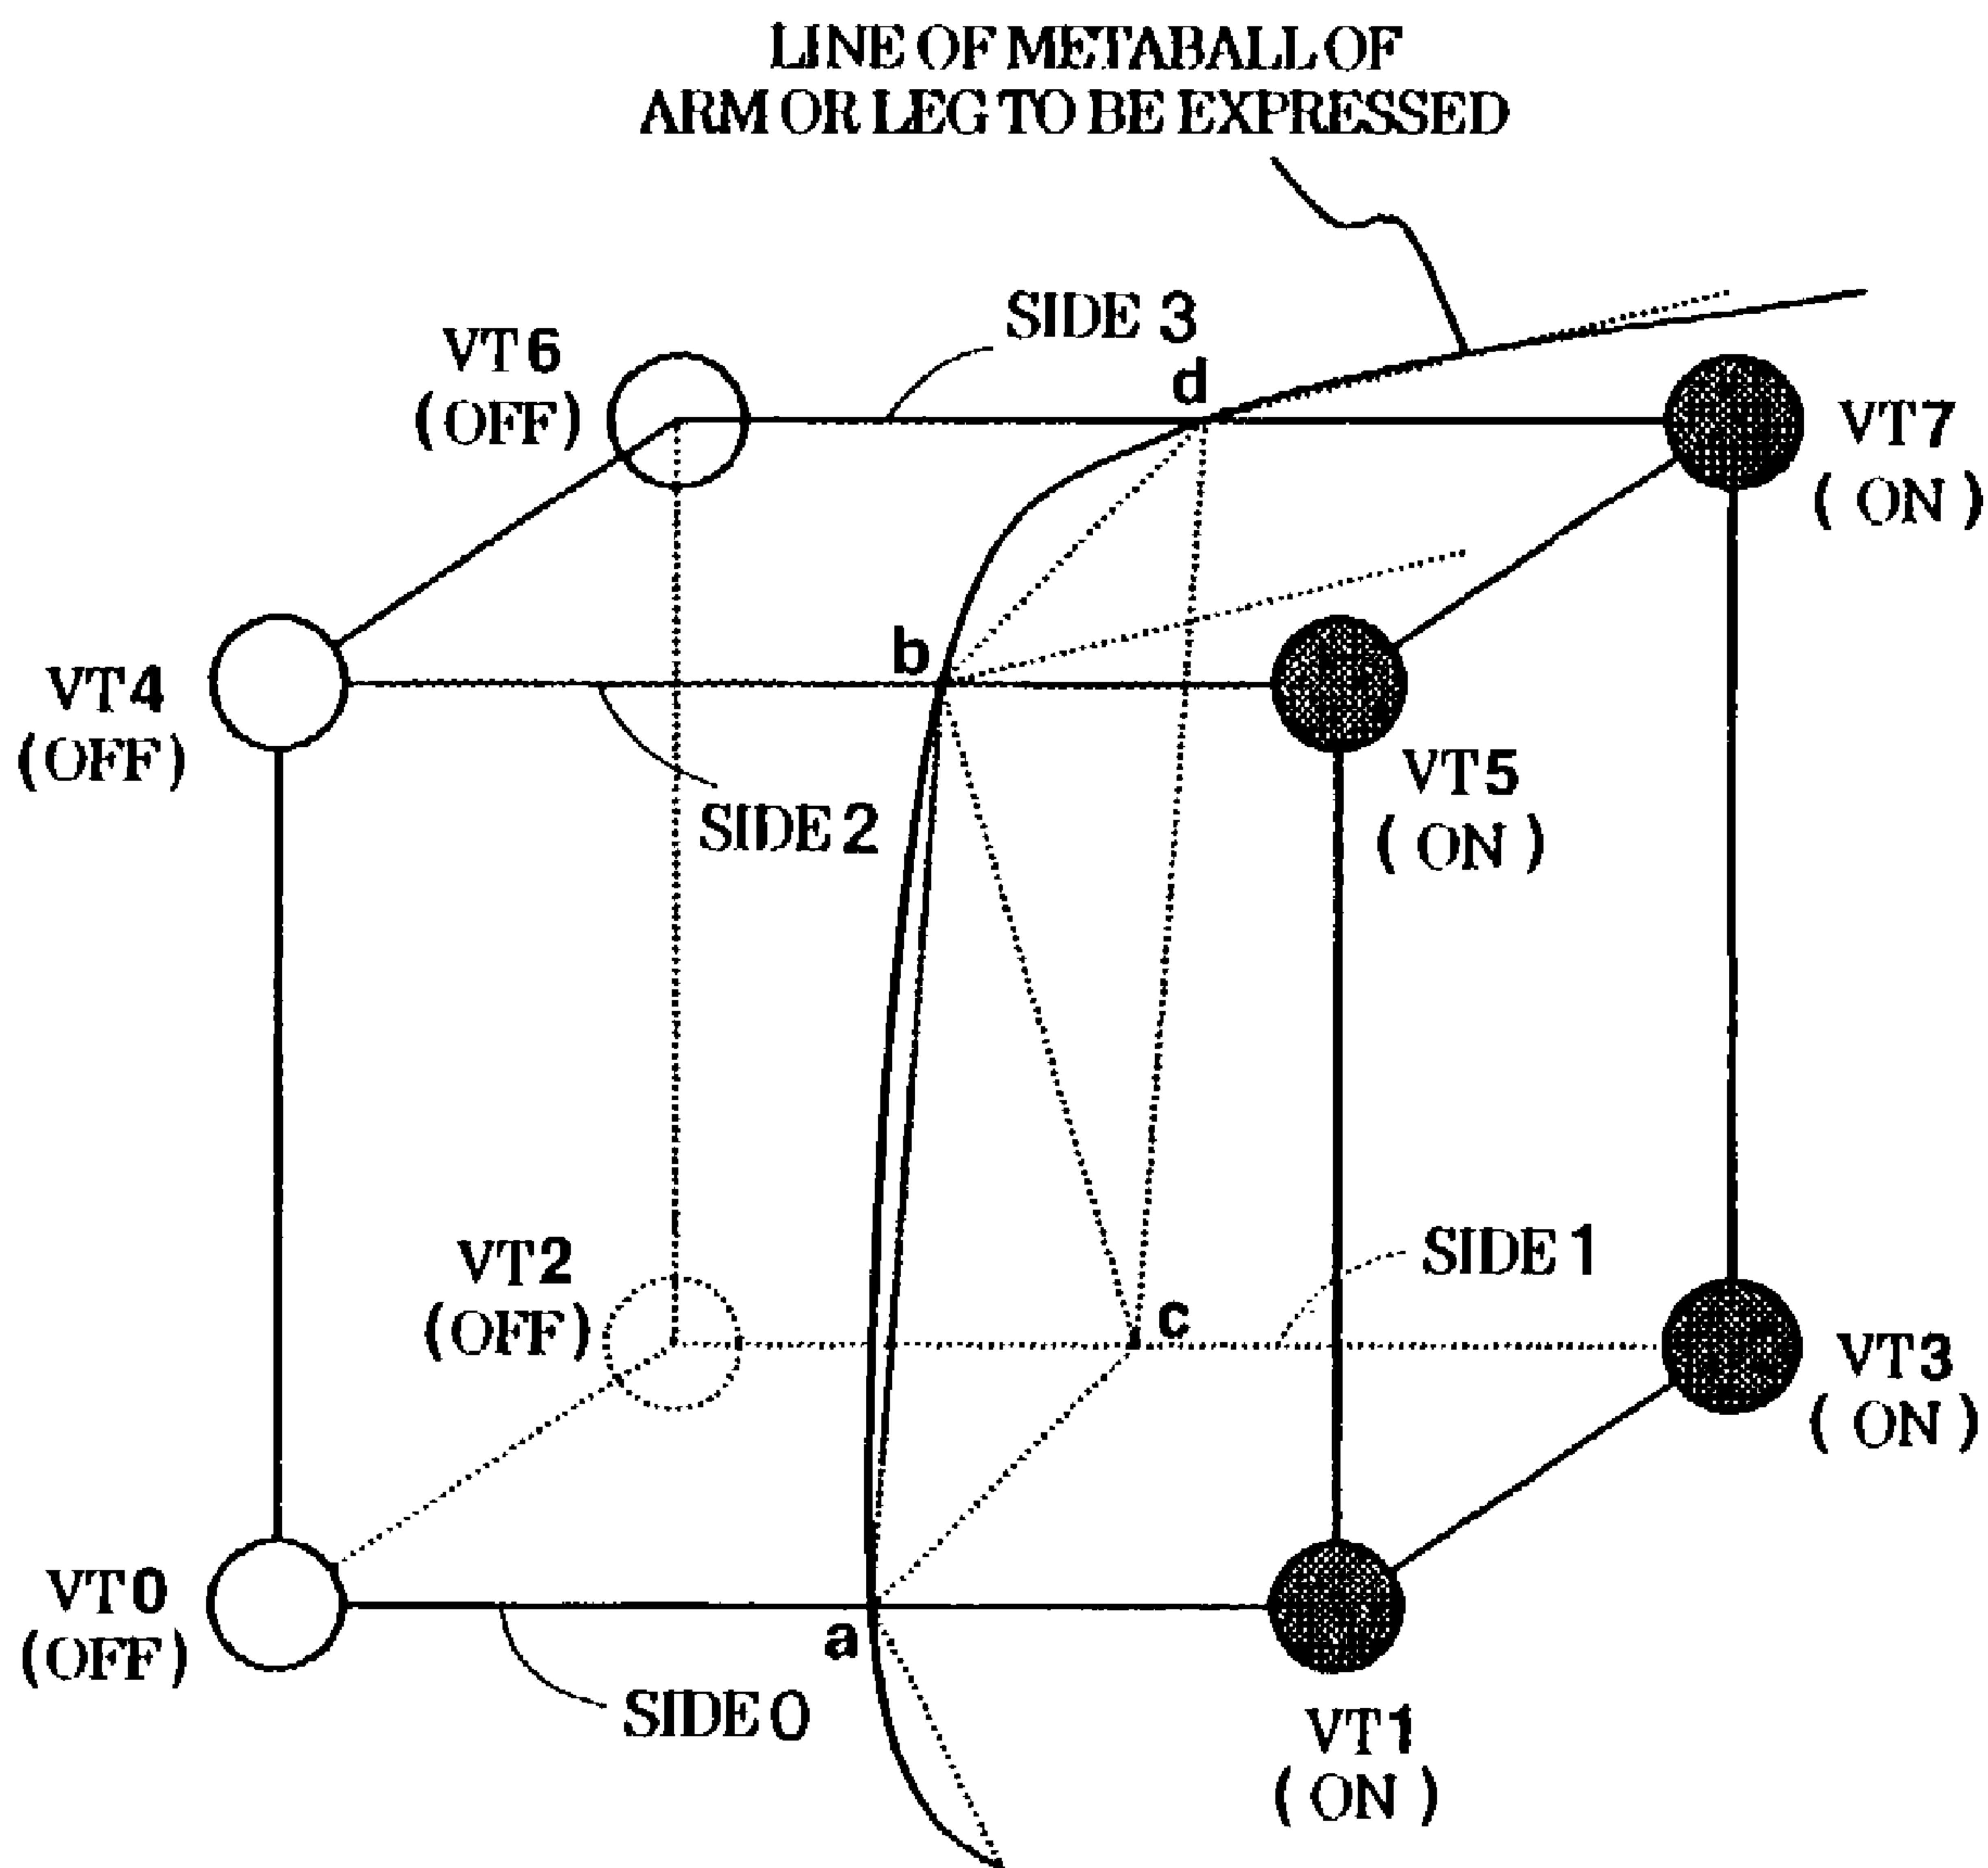 LINE OF METABALL OF
ARM OR LEG TO BE EXPRESSED
SIDE 3
VT6
(OFF)
d
VT7
( ON )
b
VT4
(OFF)
VT5
( ON )
SIDE 2
VT2
(OFF)
SIDE 1
c
VT3
( ON )
VT0
(OFF)
a
SIDE 0
VT1
( ON )